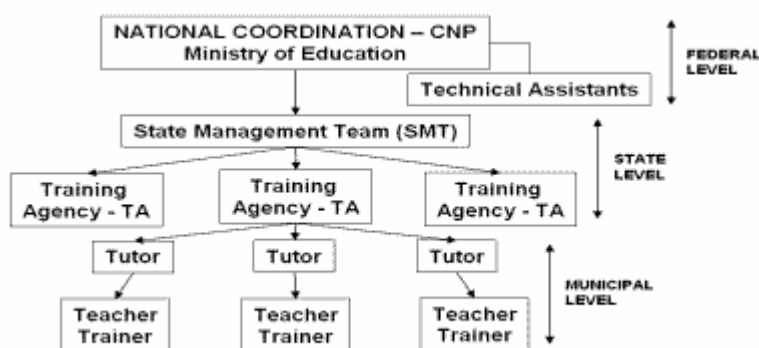 NATIONAL COORDINATION – CNP
Ministry of Education
FEDERAL
LEVEL
Technical Assistants
State Management Team (SMT)
STATE
LEVEL
Training
Agency - TA
Training
Agency - TA
Training
Agency - TA
Tutor
Tutor
Tutor
MUNICIPAL
LEVEL
Teacher
Trainer
Teacher
Trainer
Teacher
Trainer